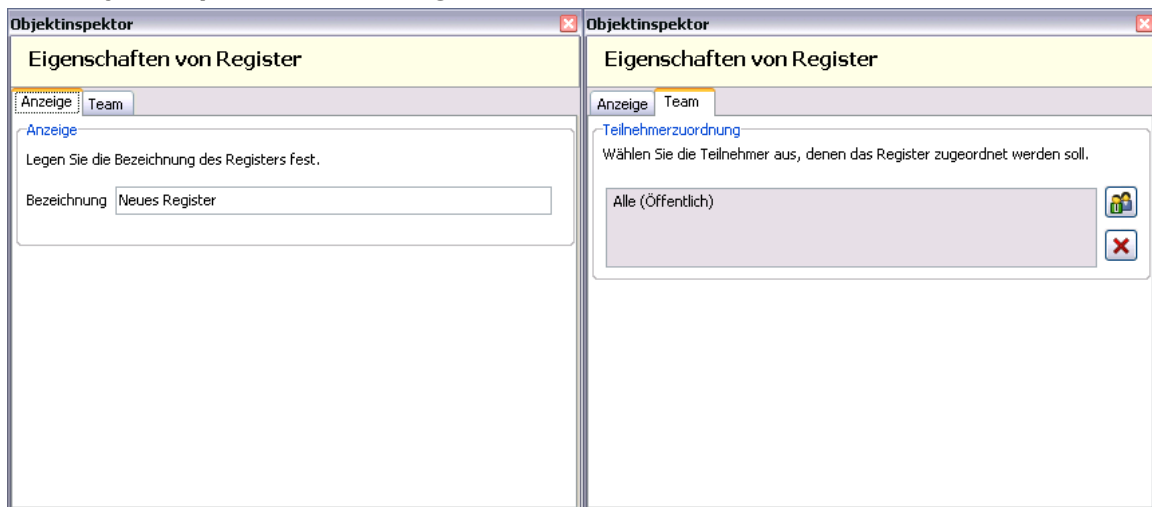 Objektinspektor
Eigenschaften von Register
Anzeige Team
Anzeige
Legen Sie die Bezeichnung des Registers fest.
Bezeichnung Neues Register
Objektinspektor
Eigenschaften von Register
Anzeige Team
Teilnehmerzuordnung
Wählen Sie die Teilnehmer aus, denen das Register zugeordnet werden soll.
Alle (Öffentlich)